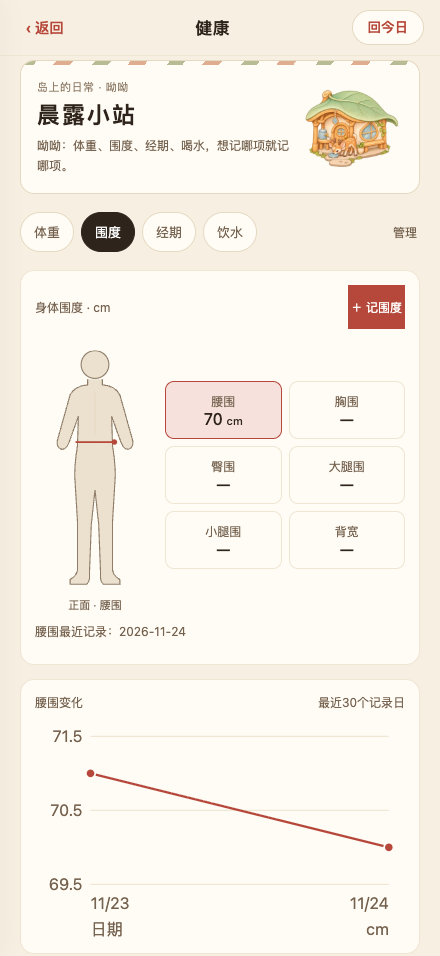 ‹ 返回
健康
回今日
岛上的日常 · 呦呦
晨露小站
呦呦：体重、围度、经期、喝水，想记哪项就记
哪项。
体重
围度
经期
饮水
管理
身体围度 · cm
+ 记围度
腰围
70 cm
胸围
—
臀围
—
大腿围
—
小腿围
—
背宽
—
正面 · 腰围
腰围最近记录：2026-11-24
腰围变化
最近30个记录日
71.5
70.5
69.5
11/23
11/24
日期
cm